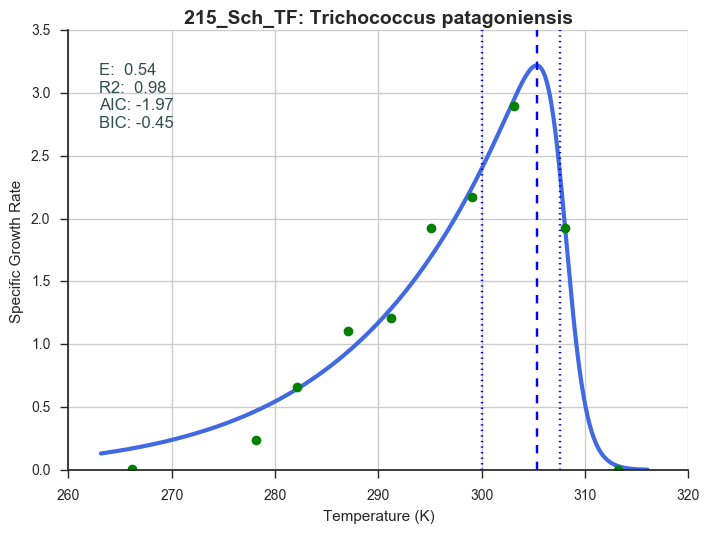 215_Sch_TF: Trichococcus patagoniensis
E:  0.54
R2:  0.98
AIC: -1.97
BIC: -0.45
Specific Growth Rate
3.5
3.0
2.5
2.0
1.5
1.0
0.5
0.0
260 270 280 290 300 310 320
Temperature (K)